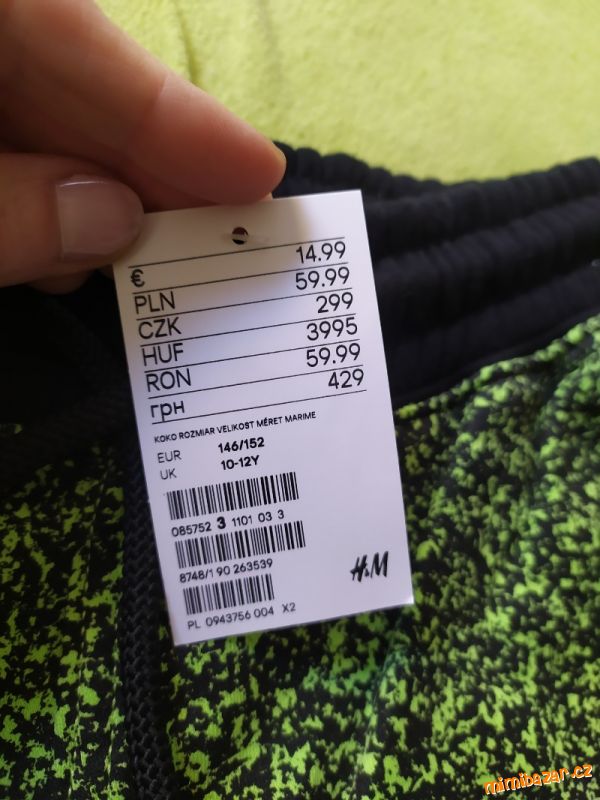 € 14.99
PLN 59.99
CZK 299
HUF 3995
RON 59.99
грн 429
KOKO ROZMIAR VELIKOST MÉRET MARIME
EUR 146/152
UK 10-12Y
085752 3 1101 03 3
8748/1 90 263539
H&M
PL 0943756 004 X2
mimibazar.cz